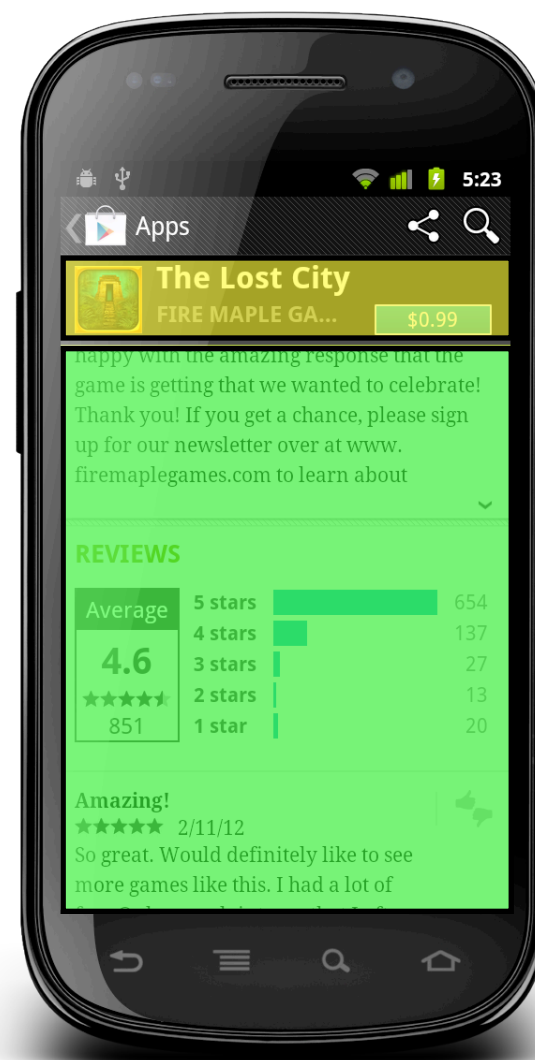 5:23
Apps
The Lost City
FIRE MAPLE GA...
$0.99
happy with the amazing response that the
game is getting that we wanted to celebrate!
Thank you! If you get a chance, please sign
up for our newsletter over at www.
firemaplegames.com to learn about
REVIEWS
Average
4.6
851
5 stars 654
4 stars 137
3 stars 27
2 stars 13
1 star 20
Amazing!
2/11/12
So great. Would definitely like to see
more games like this. I had a lot of